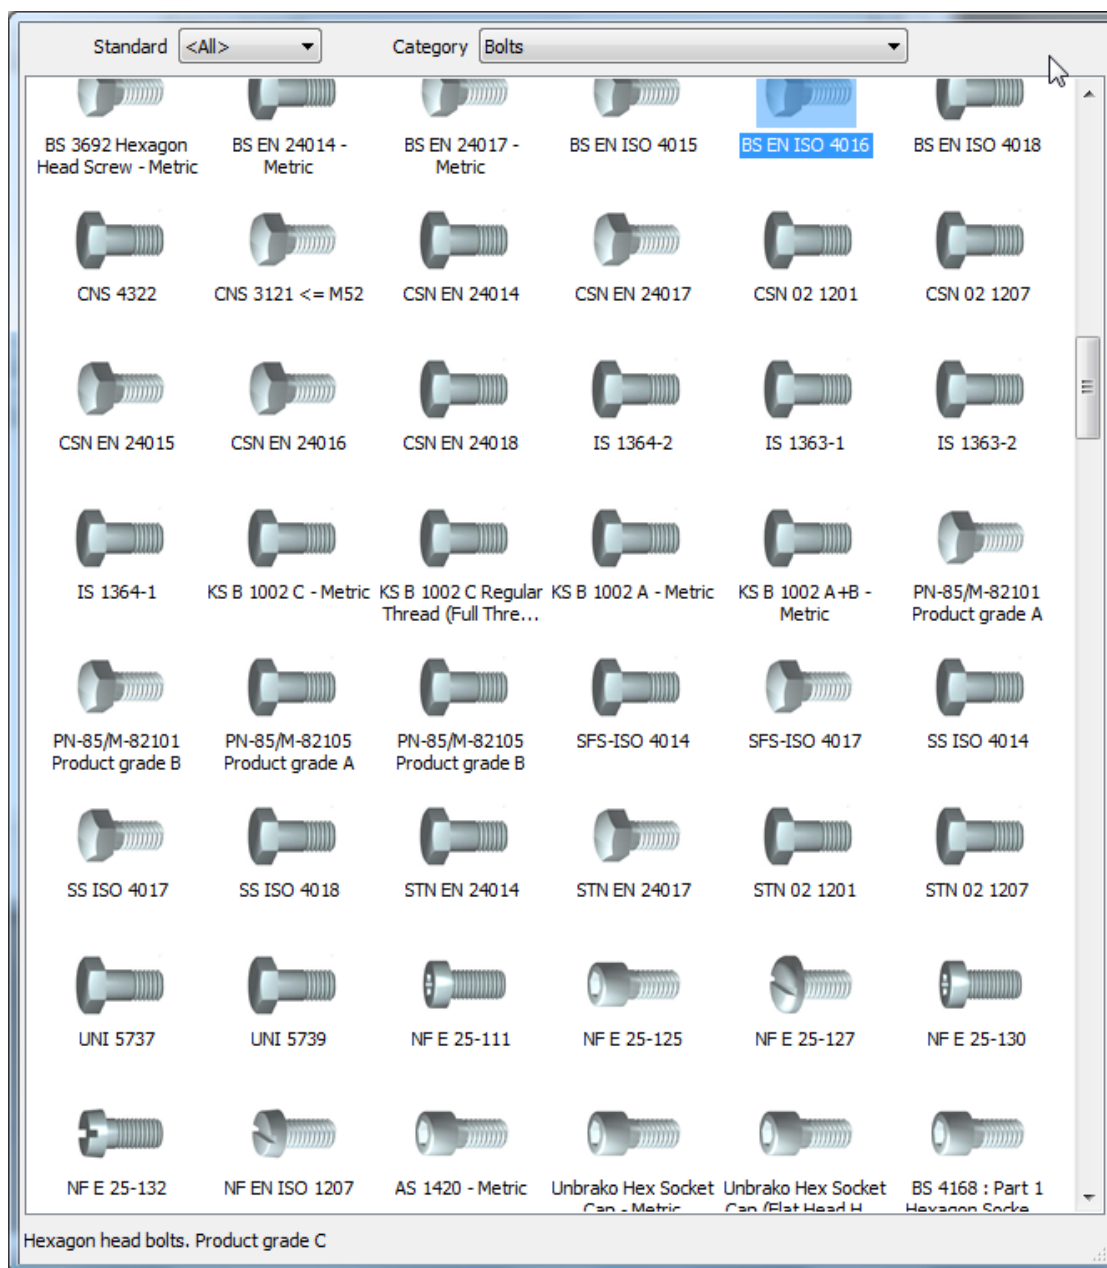 Standard <All> Category Bolts
BS 3692 Hexagon Head Screw - Metric
BS EN 24014 - Metric
BS EN 24017 - Metric
BS EN ISO 4015
BS EN ISO 4016
BS EN ISO 4018
CNS 4322
CNS 3121 <= M52
CSN EN 24014
CSN EN 24017
CSN 02 1201
CSN 02 1207
CSN EN 24015
CSN EN 24016
CSN EN 24018
IS 1364-2
IS 1363-1
IS 1363-2
IS 1364-1
KS B 1002 C - Metric
KS B 1002 C Regular Thread (Full Thre...
KS B 1002 A - Metric
KS B 1002 A+B - Metric
PN-85/M-82101 Product grade A
PN-85/M-82101 Product grade B
PN-85/M-82105 Product grade A
PN-85/M-82105 Product grade B
SFS-ISO 4014
SFS-ISO 4017
SS ISO 4014
SS ISO 4017
SS ISO 4018
STN EN 24014
STN EN 24017
STN 02 1201
STN 02 1207
UNI 5737
UNI 5739
NF E 25-111
NF E 25-125
NF E 25-127
NF E 25-130
NF E 25-132
NF EN ISO 1207
AS 1420 - Metric
Unbrako Hex Socket Cap - Metric
Unbrako Hex Socket Cap (Flat Head H...
BS 4168 : Part 1 Hexagon Socke...
Hexagon head bolts. Product grade C